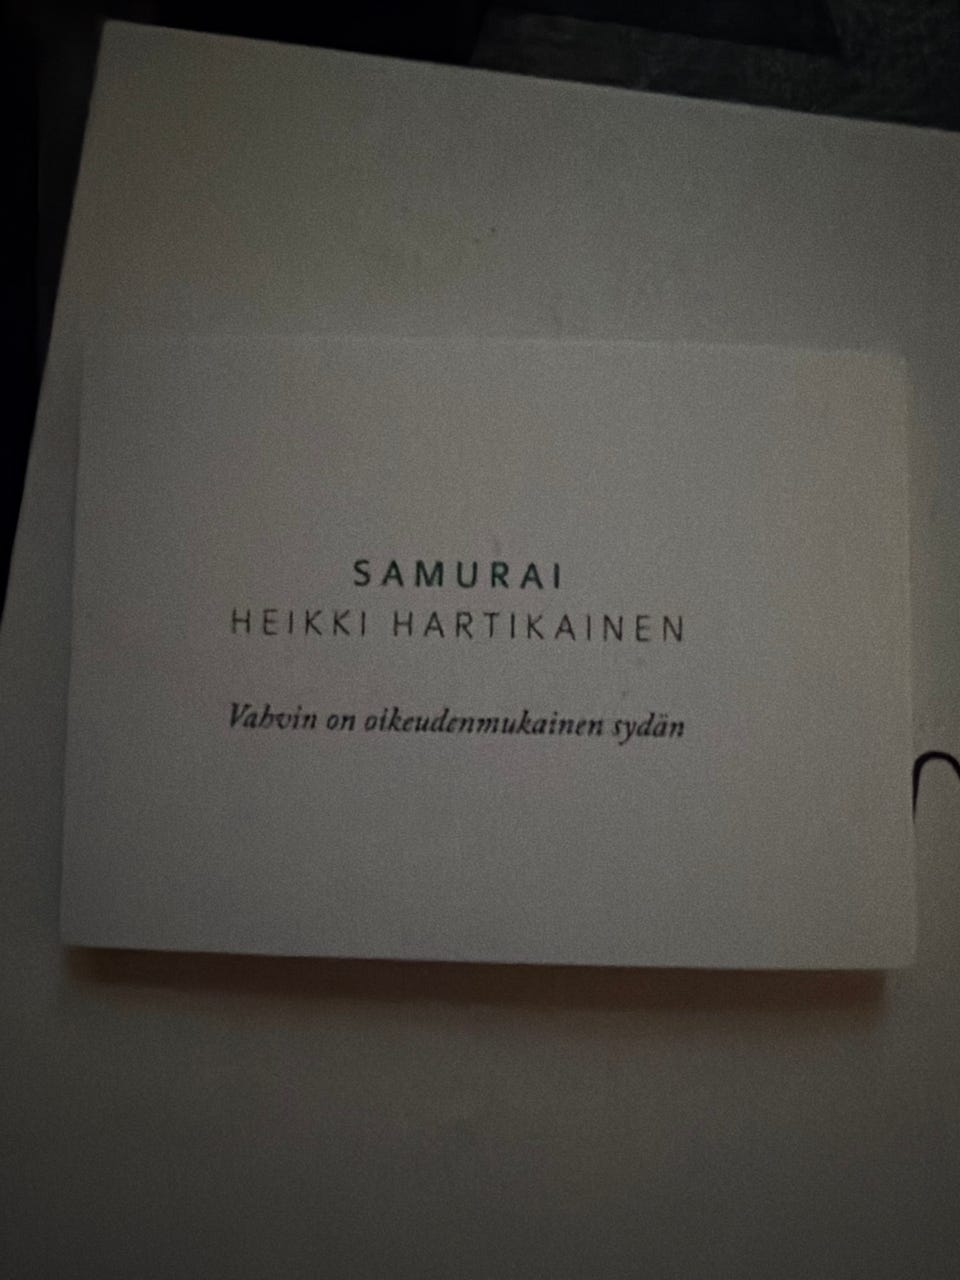 SAMURAI
HEIKKI HARTIKAINEN
Vahvin on oikeudenmukainen sydän